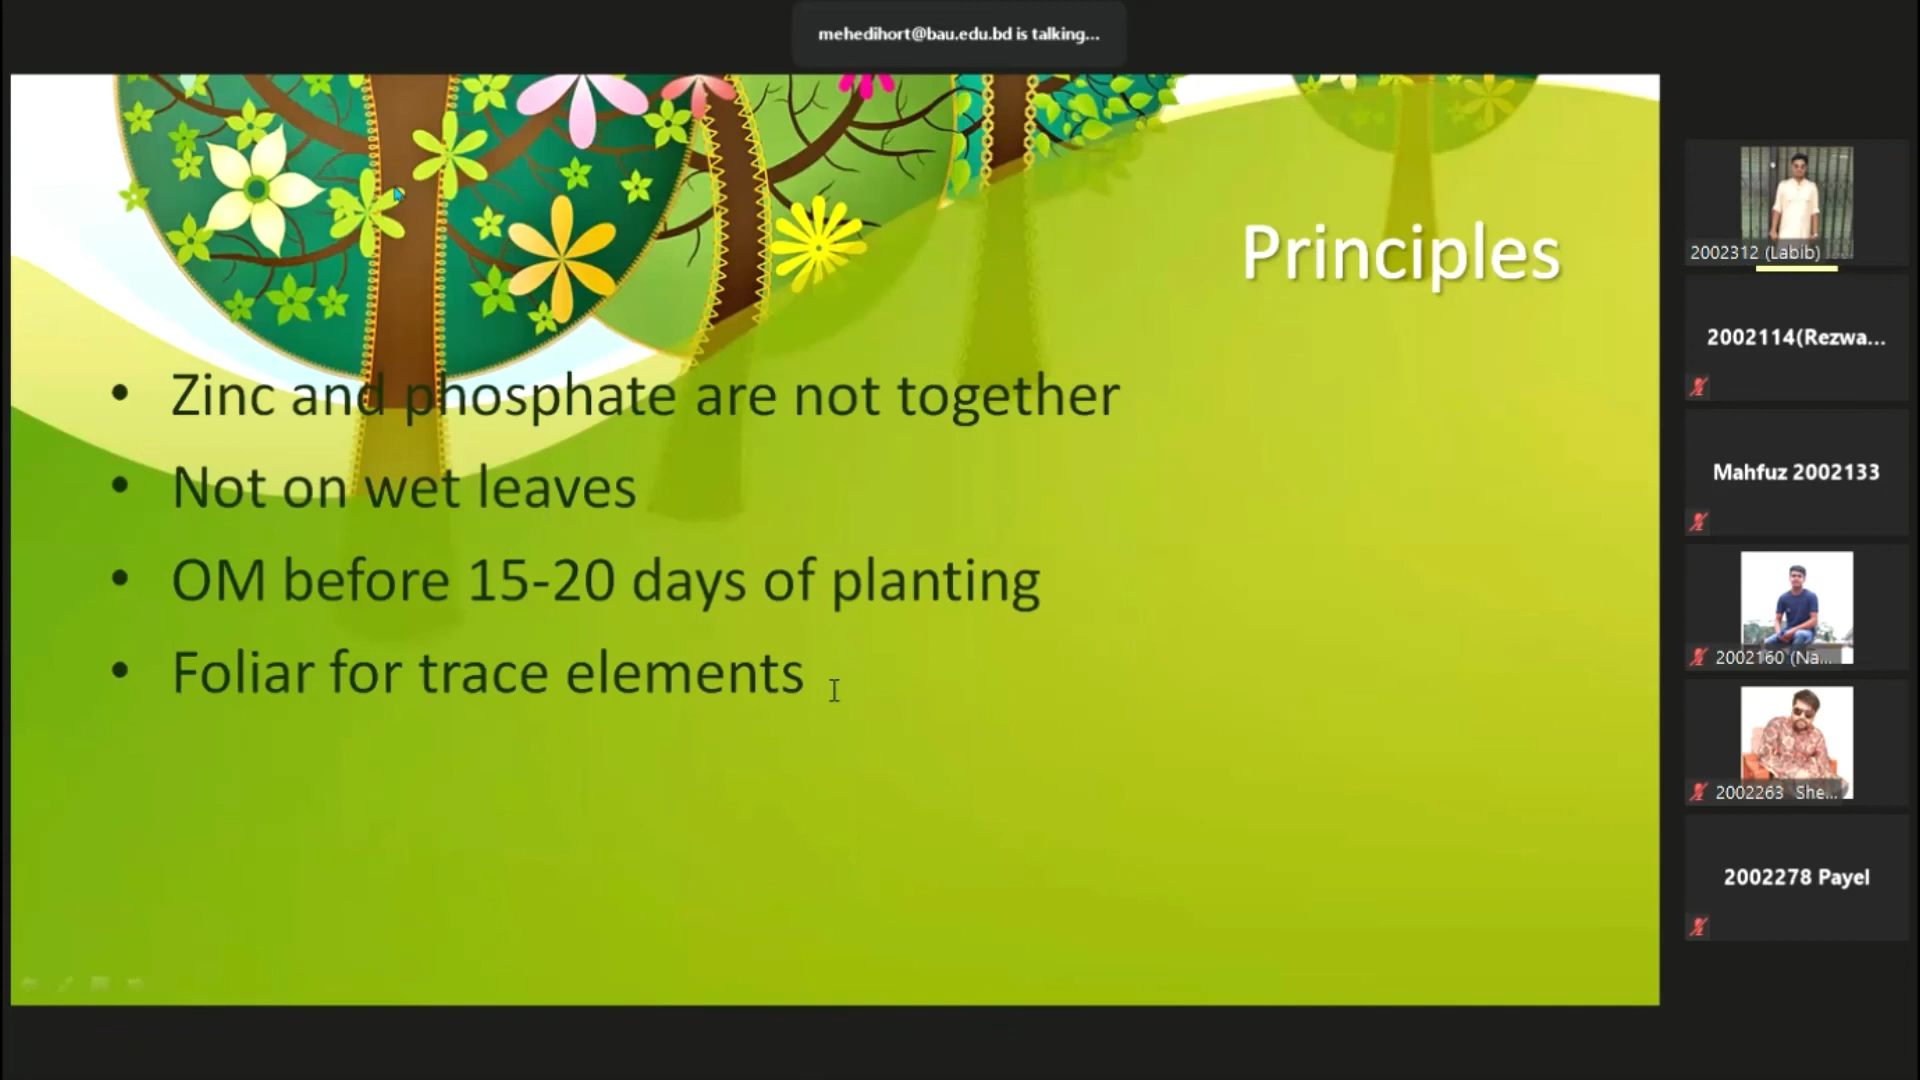 mehedihort@bau.edu.bd is talking...
Principles
• Zinc and phosphate are not together
• Not on wet leaves
• OM before 15-20 days of planting
• Foliar for trace elements
2002312 (Labib)
2002114(Rezwa...
Mahfuz 2002133
2002160 (Na...
2002263 She...
2002278 Payel